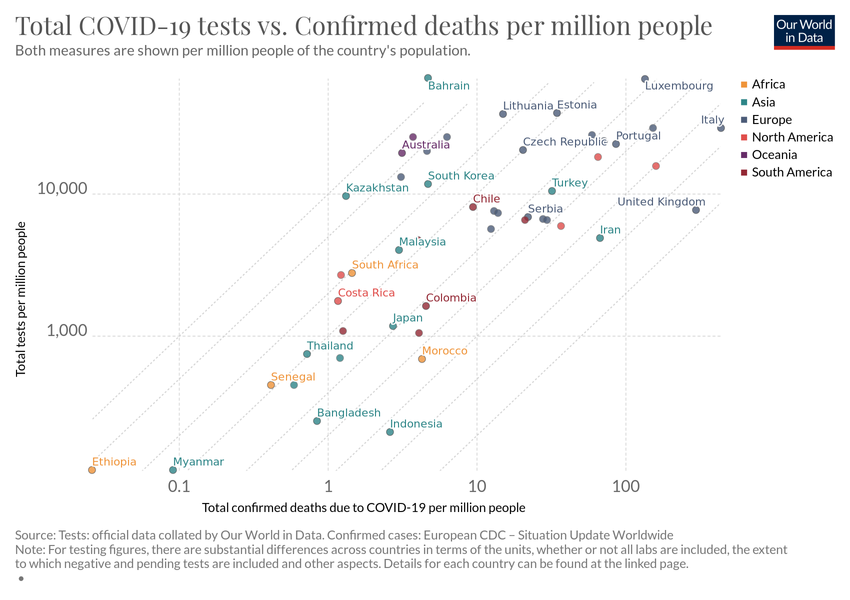 Total COVID-19 tests vs. Confirmed deaths per million people
Both measures are shown per million people of the country's population.
Our World
in Data
Bahrain
Luxembourg
Africa
Asia
Europe
North America
Oceania
South America
Lithuania
Estonia
Italy
Australia
Czech Republic
Portugal
10,000
Kazakhstan
South Korea
Turkey
Chile
Serbia
United Kingdom
Malaysia
Iran
South Africa
Costa Rica
Colombia
Japan
1,000
Thailand
Morocco
Senegal
Bangladesh
Indonesia
Ethiopia
Myanmar
Total tests per million people
0.1
1
10
100
Total confirmed deaths due to COVID-19 per million people
Source: Tests: official data collated by Our World in Data. Confirmed cases: European CDC – Situation Update Worldwide
Note: For testing figures, there are substantial differences across countries in terms of the units, whether or not all labs are included, the extent
to which negative and pending tests are included and other aspects. Details for each country can be found at the linked page.